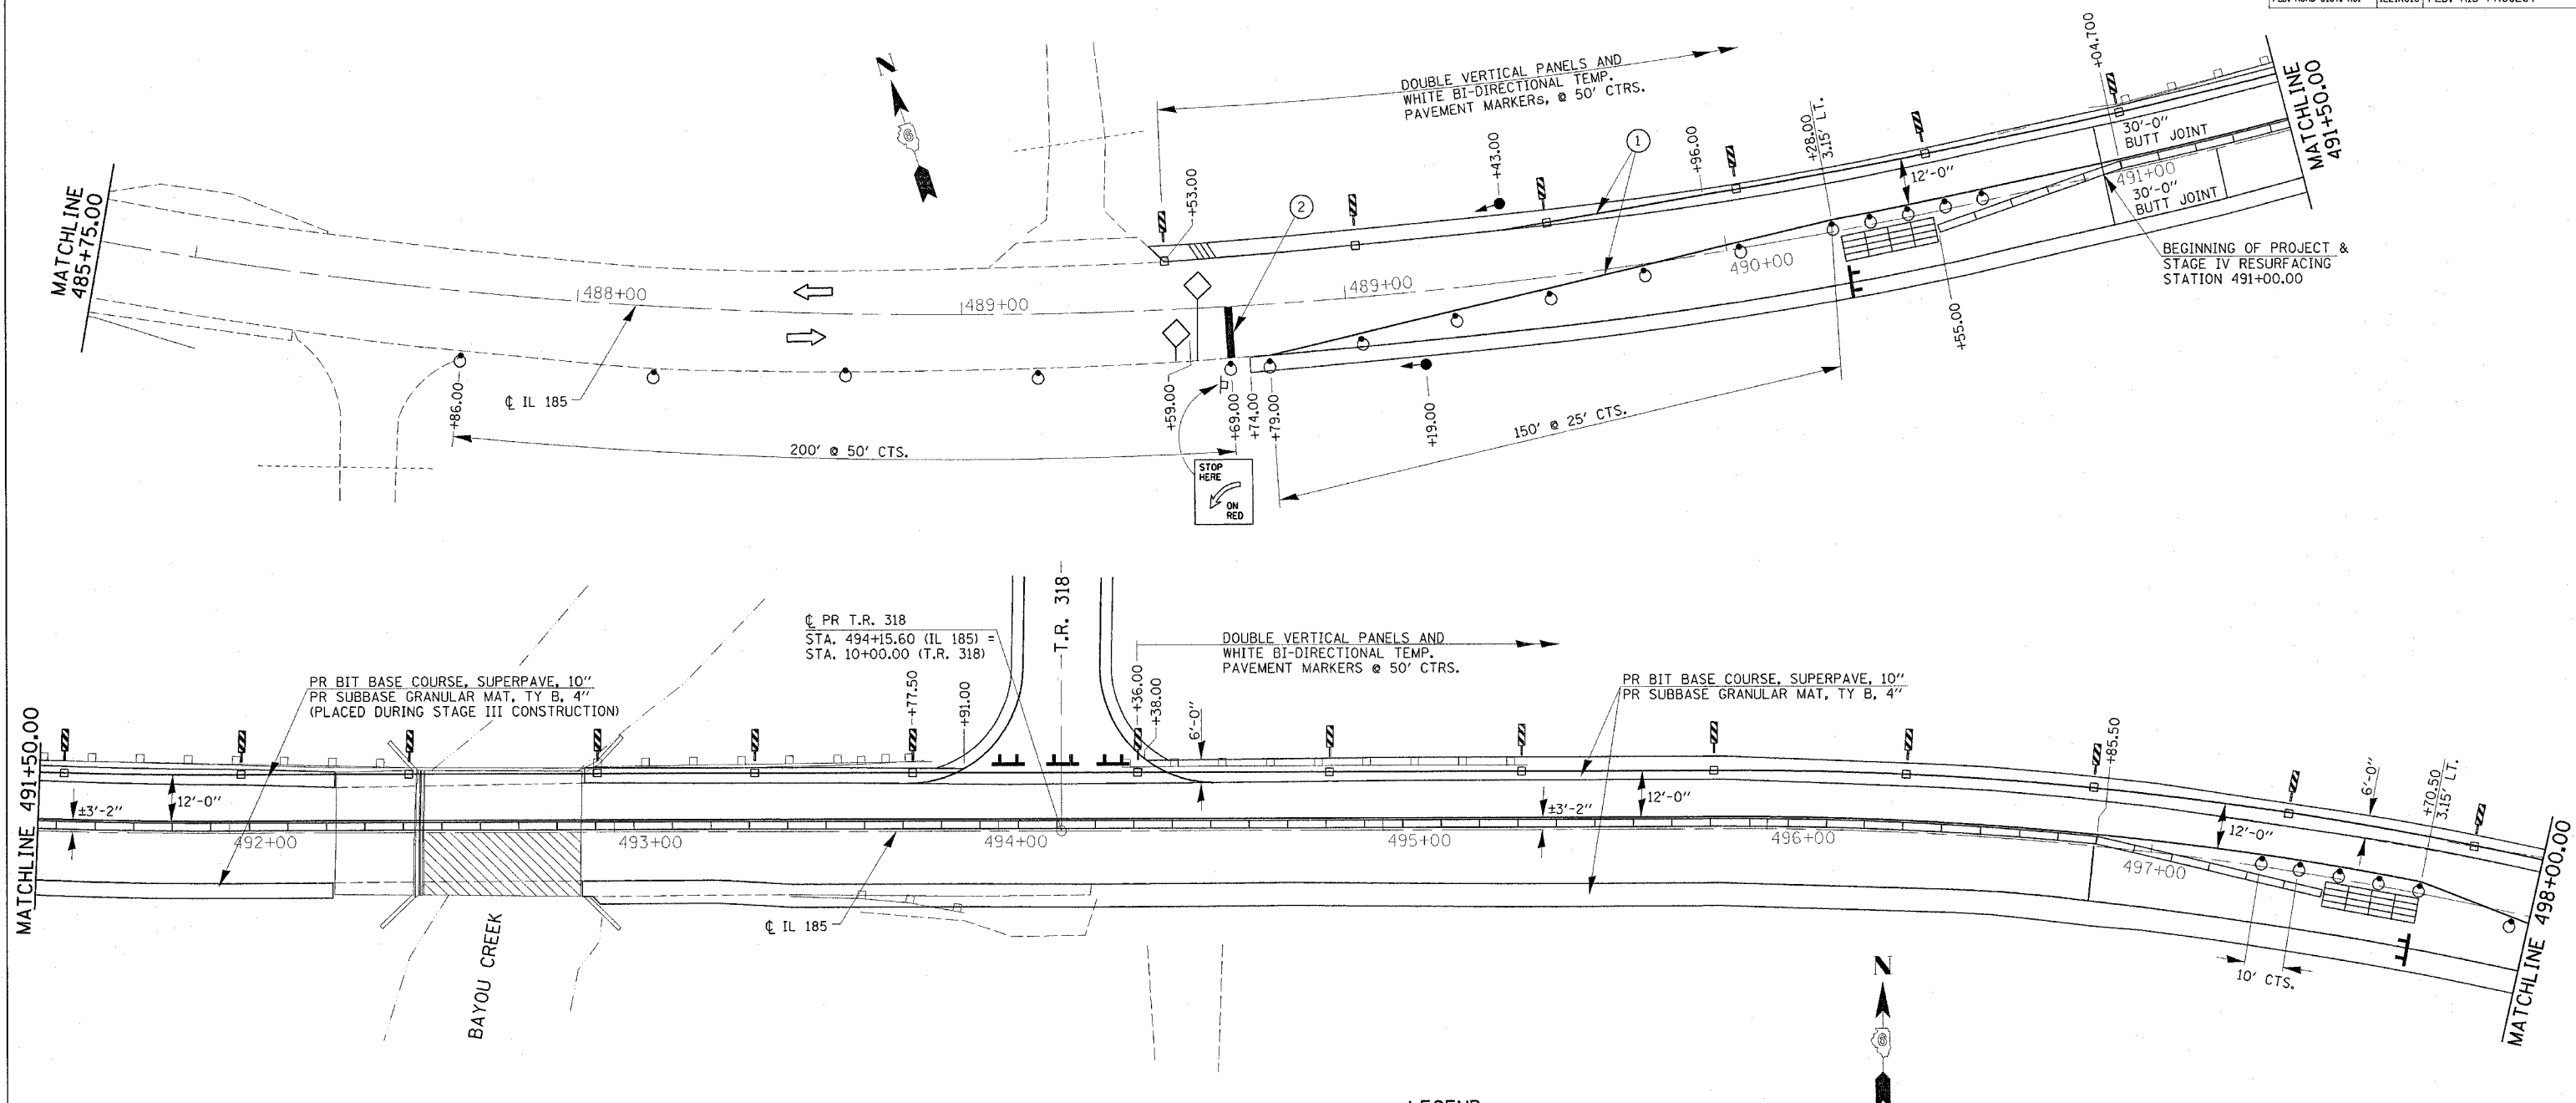 ILLINOIS
FED. AID PROJECT
N
DOUBLE VERTICAL PANELS AND
WHITE BI-DIRECTIONAL TEMP.
PAVEMENT MARKERs, @ 50' CTRS.
+04.700
MATCHLINE
491+50.00
30'-0"
BUTT JOINT
491+00
30'-0"
BUTT JOINT
+28.00
3.15' LT.
12'-0"
+96.00
1
+43.00
2
+53.00
MATCHLINE
485+75.00
488+00
489+00
489+00
490+00
BEGINNING OF PROJECT &
STAGE IV RESURFACING
STATION 491+00.00
+55.00
℄ IL 185
+86.00
+59.00
+69.00
+74.00
+79.00
+19.00
150' @ 25' CTS.
200' @ 50' CTS.
STOP
HERE
ON
RED
T.R. 318
℄ PR T.R. 318
STA. 494+15.60 (IL 185) =
STA. 10+00.00 (T.R. 318)
DOUBLE VERTICAL PANELS AND
WHITE BI-DIRECTIONAL TEMP.
PAVEMENT MARKERS @ 50' CTRS.
PR BIT BASE COURSE, SUPERPAVE, 10"
PR SUBBASE GRANULAR MAT, TY B, 4"
(PLACED DURING STAGE III CONSTRUCTION)
PR BIT BASE COURSE, SUPERPAVE, 10"
PR SUBBASE GRANULAR MAT, TY B, 4"
+77.50
+91.00
+36.00
+38.00
6'-0"
+85.50
6'-0"
+70.50
3.15' LT.
MATCHLINE 491+50.00
±3'-2"
12'-0"
±3'-2"
12'-0"
12'-0"
492+00
493+00
494+00
495+00
496+00
497+00
℄ IL 185
BAYOU CREEK
10' CTS.
MATCHLINE 498+00.00
N
LEGEND